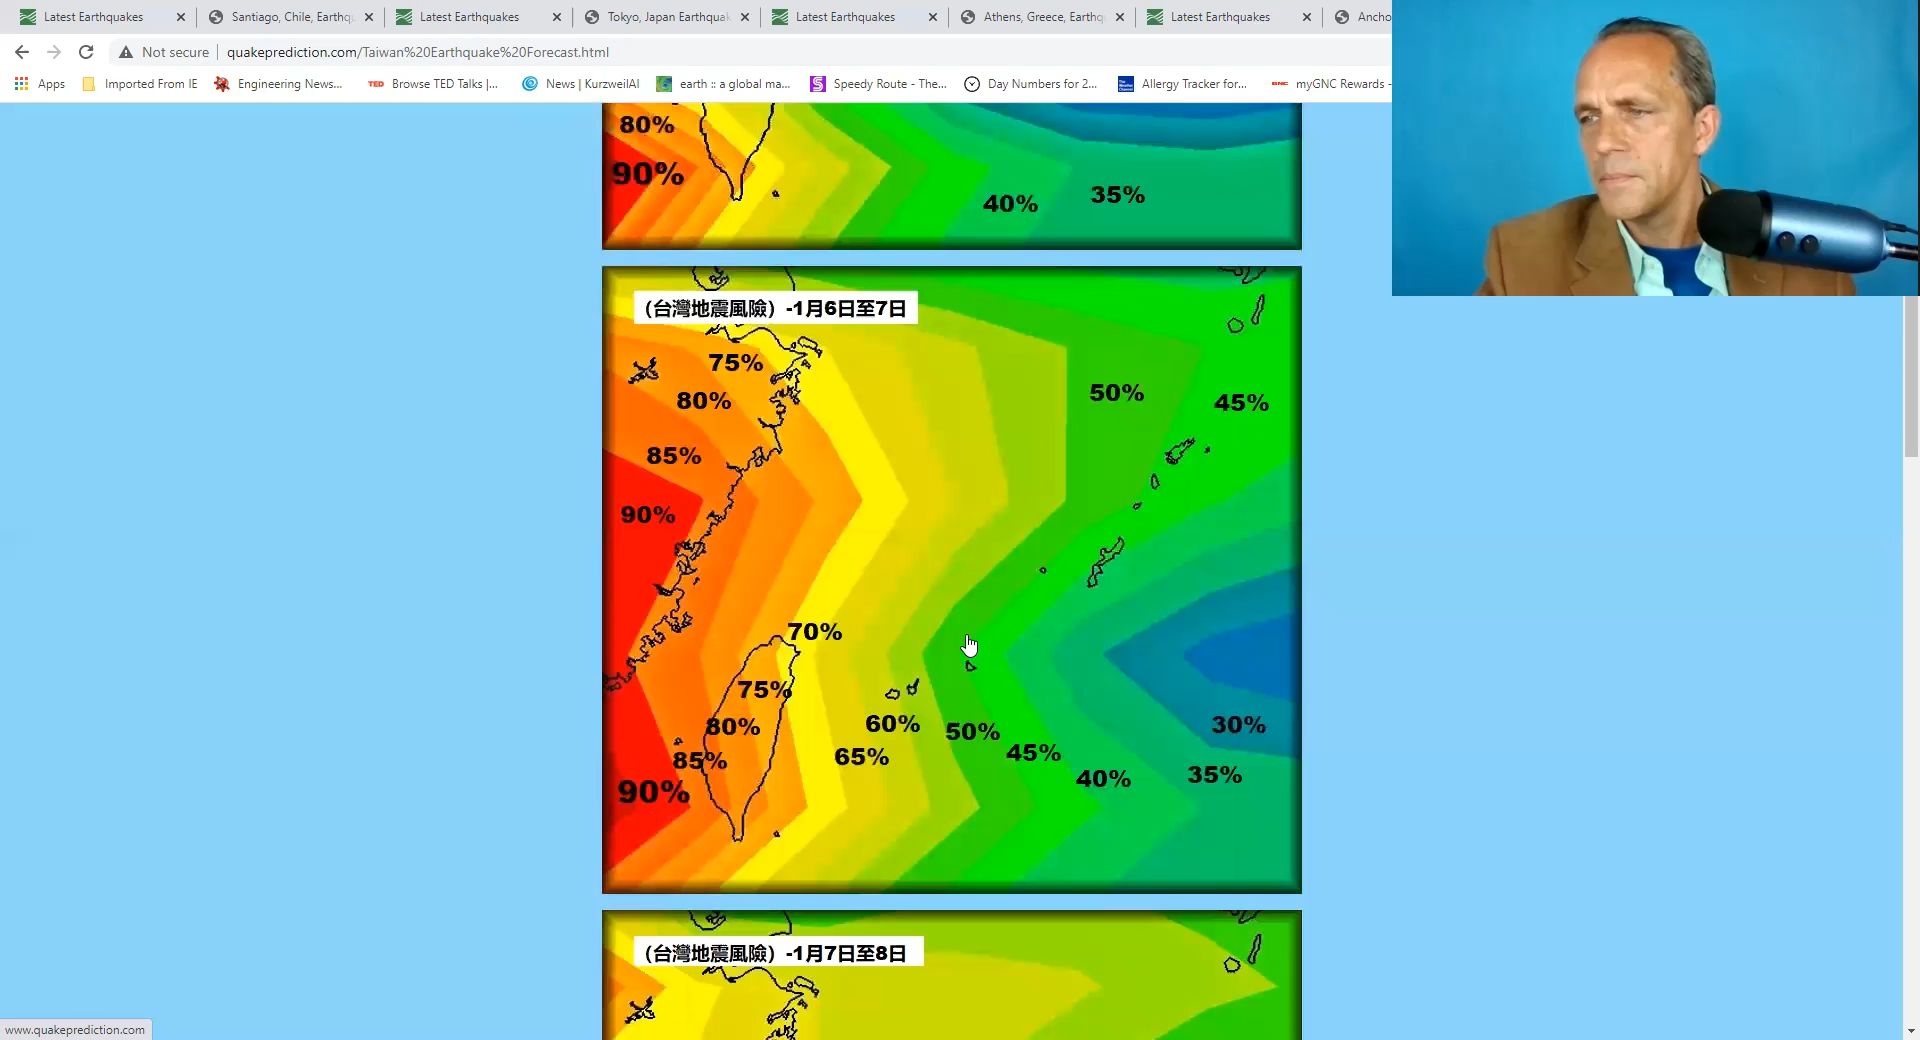 Latest Earthquakes
Santiago, Chile, Earthqu
Latest Earthquakes
Tokyo, Japan Earthqual
Latest Earthquakes
Athens, Greece, Earthq
Latest Earthquakes
Ancho
Not secure
quakeprediction.com/Taiwan%20Earthquake%20Forecast.html
Apps
Imported From IE
Engineering News...
TED
Browse TED Talks |...
News | KurzweilAI
earth :: a global ma...
Speedy Route - The...
Day Numbers for 2...
Allergy Tracker for...
GNC
myGNC Rewards -
80%
90%
40%
35%
(台灣地震風險) -1月6日至7日
75%
80%
50%
45%
85%
90%
70%
75%
80%
60%
50%
30%
85%
65%
45%
90%
40%
35%
(台灣地震風險) -1月7日至8日
www.quakeprediction.com